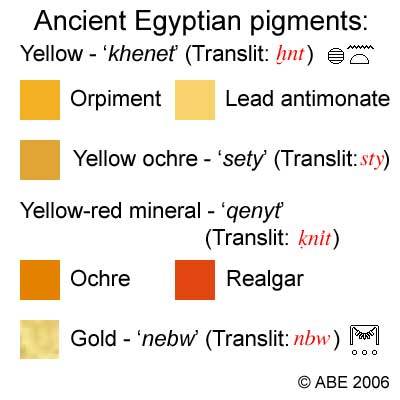 Ancient Egyptian pigments:
Yellow - ‘khenet’ (Translit: ḫnt)
Orpiment Lead antimonate
Yellow ochre - ‘sety’ (Translit: sty)
Yellow-red mineral - ‘qenyt’
(Translit: ḳnỉt)
Ochre Realgar
Gold - ‘nebw’ (Translit: nbw)
© ABE 2006